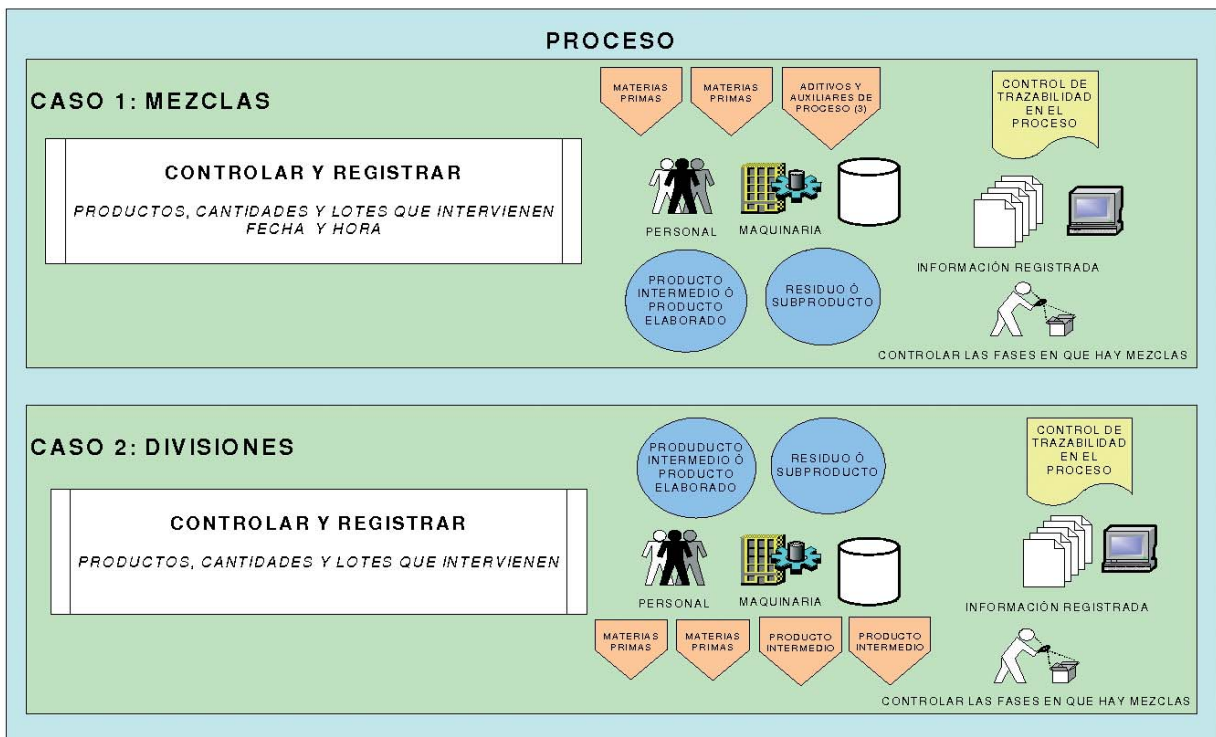 PROCESO
CASO 1: MEZCLAS
CONTROLAR Y REGISTRAR
PRODUCTOS, CANTIDADES Y LOTES QUE INTERVIENEN
FECHA Y HORA
MATERIAS
PRIMAS
MATERIAS
PRIMAS
ADITIVOS Y
AUXILIARES DE
PROCESO (3)
CONTROL DE
TRAZABILIDAD
EN EL
PROCESO
PERSONAL
MAQUINARIA
INFORMACIÓN REGISTRADA
PRODUCTO
INTERMEDIO Ó
PRODUCTO
ELABORADO
RESIDUO Ó
SUBPRODUCTO
CONTROLAR LAS FASES EN QUE HAY MEZCLAS
CASO 2: DIVISIONES
CONTROLAR Y REGISTRAR
PRODUCTOS, CANTIDADES Y LOTES QUE INTERVIENEN
PRODUDUCTO
INTERMEDIO Ó
PRODUCTO
ELABORADO
RESIDUO Ó
SUBPRODUCTO
CONTROL DE
TRAZABILIDAD
EN EL
PROCESO
PERSONAL
MAQUINARIA
INFORMACIÓN REGISTRADA
MATERIAS
PRIMAS
MATERIAS
PRIMAS
PRODUCTO
INTERMEDIO
PRODUCTO
INTERMEDIO
CONTROLAR LAS FASES EN QUE HAY MEZCLAS